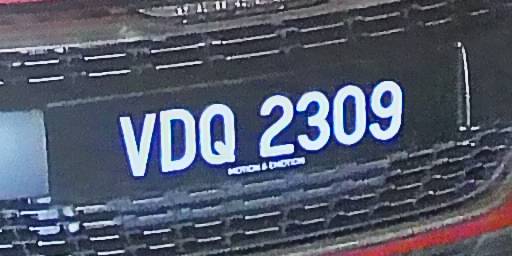 VDQ 2309
MOTION & EMOTION